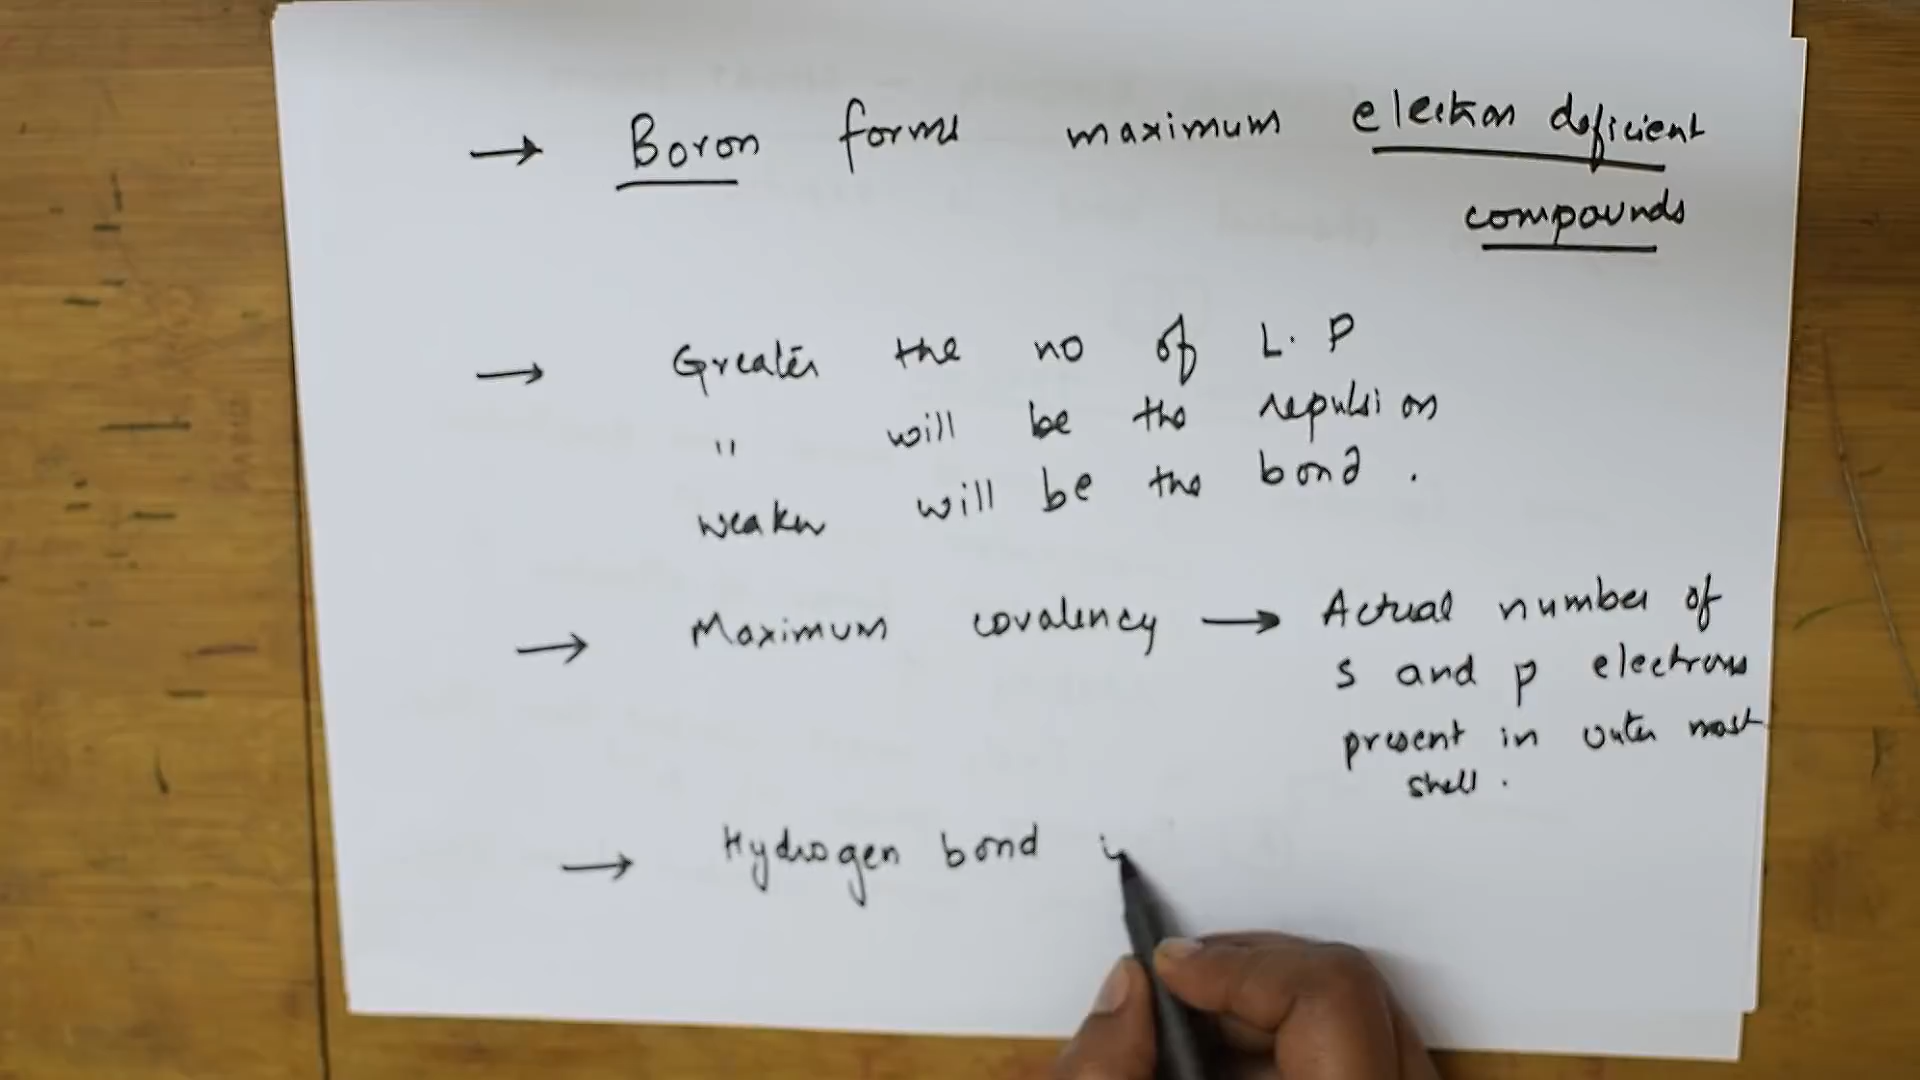 → Boron forms maximum electron deficient
compounds
→ Greater the no of L.P
" will be the repulsion
weaker will be the bond.
→ Maximum covalency → Actual number of
s and p electrons
present in outer most
shell.
→ Hydrogen bond